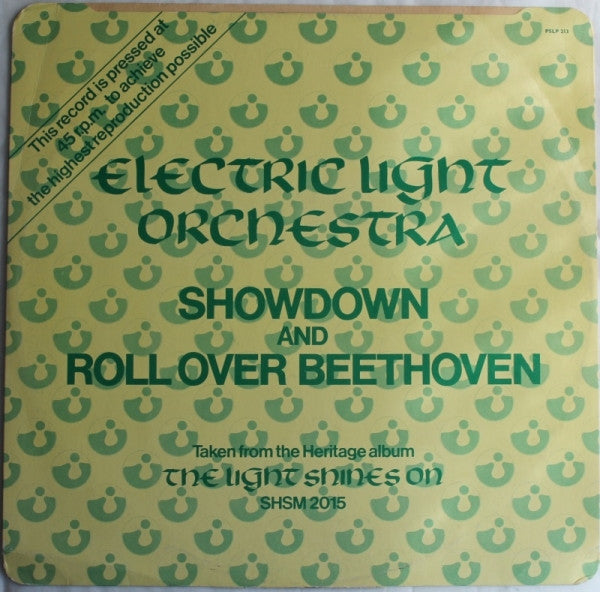 This record is pressed at
45 r.p.m. to achieve
the highest reproduction possible
PSLP 213
ELECTRIC LIGHT
ORCHESTRA
SHOWDOWN
AND
ROLL OVER BEETHOVEN
Taken from the Heritage album
THE LIGHT SHINES ON
SHSM 2015